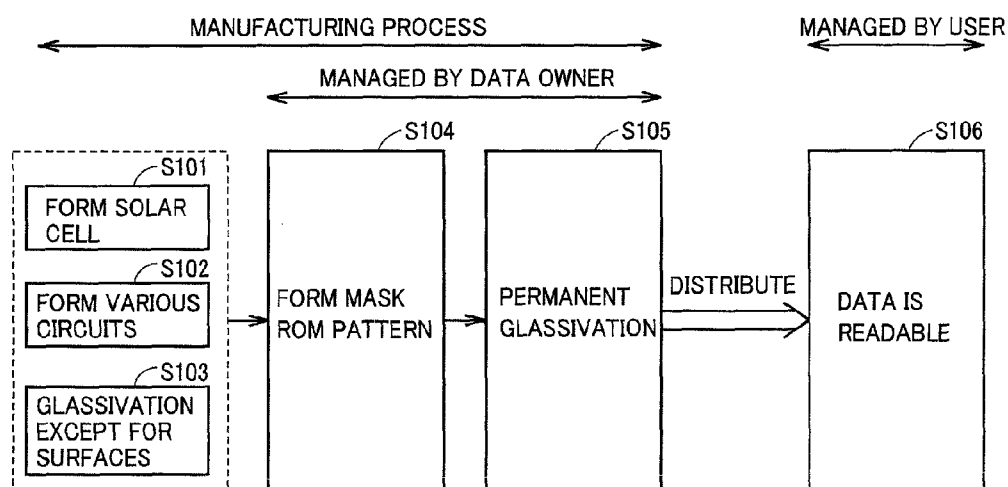 MANUFACTURING PROCESS
MANAGED BY USER
MANAGED BY DATA OWNER
S101
FORM SOLAR
CELL
S102
FORM VARIOUS
CIRCUITS
S103
GLASSIVATION
EXCEPT FOR
SURFACES
S104
FORM MASK
ROM PATTERN
S105
PERMANENT
GLASSIVATION
DISTRIBUTE
S106
DATA IS
READABLE